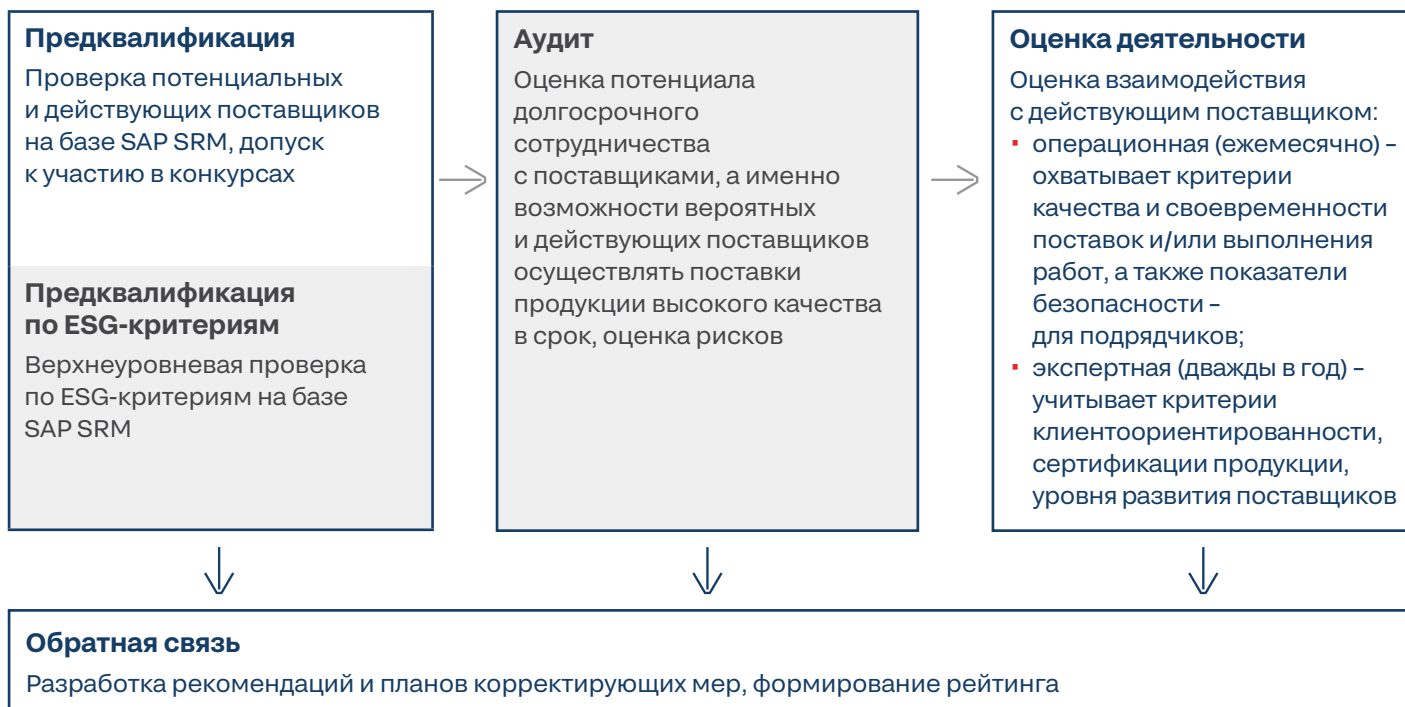 Предквалификация
Проверка потенциальных
и действующих поставщиков
на базе SAP SRM, допуск
к участию в конкурсах
Предквалификация
по ESG-критериям
Верхнеуровневая проверка
по ESG-критериям на базе
SAP SRM
Аудит
Оценка потенциала
долгосрочного
сотрудничества
с поставщиками, а именно
возможности вероятных
и действующих поставщиков
осуществлять поставки
продукции высокого качества
в срок, оценка рисков
Оценка деятельности
Оценка взаимодействия
с действующим поставщиком:
▪ операционная (ежемесячно) –
охватывает критерии
качества и своевременности
поставок и/или выполнения
работ, а также показатели
безопасности –
для подрядчиков;
▪ экспертная (дважды в год) –
учитывает критерии
клиентоориентированности,
сертификации продукции,
уровня развития поставщиков
Обратная связь
Разработка рекомендаций и планов корректирующих мер, формирование рейтинга